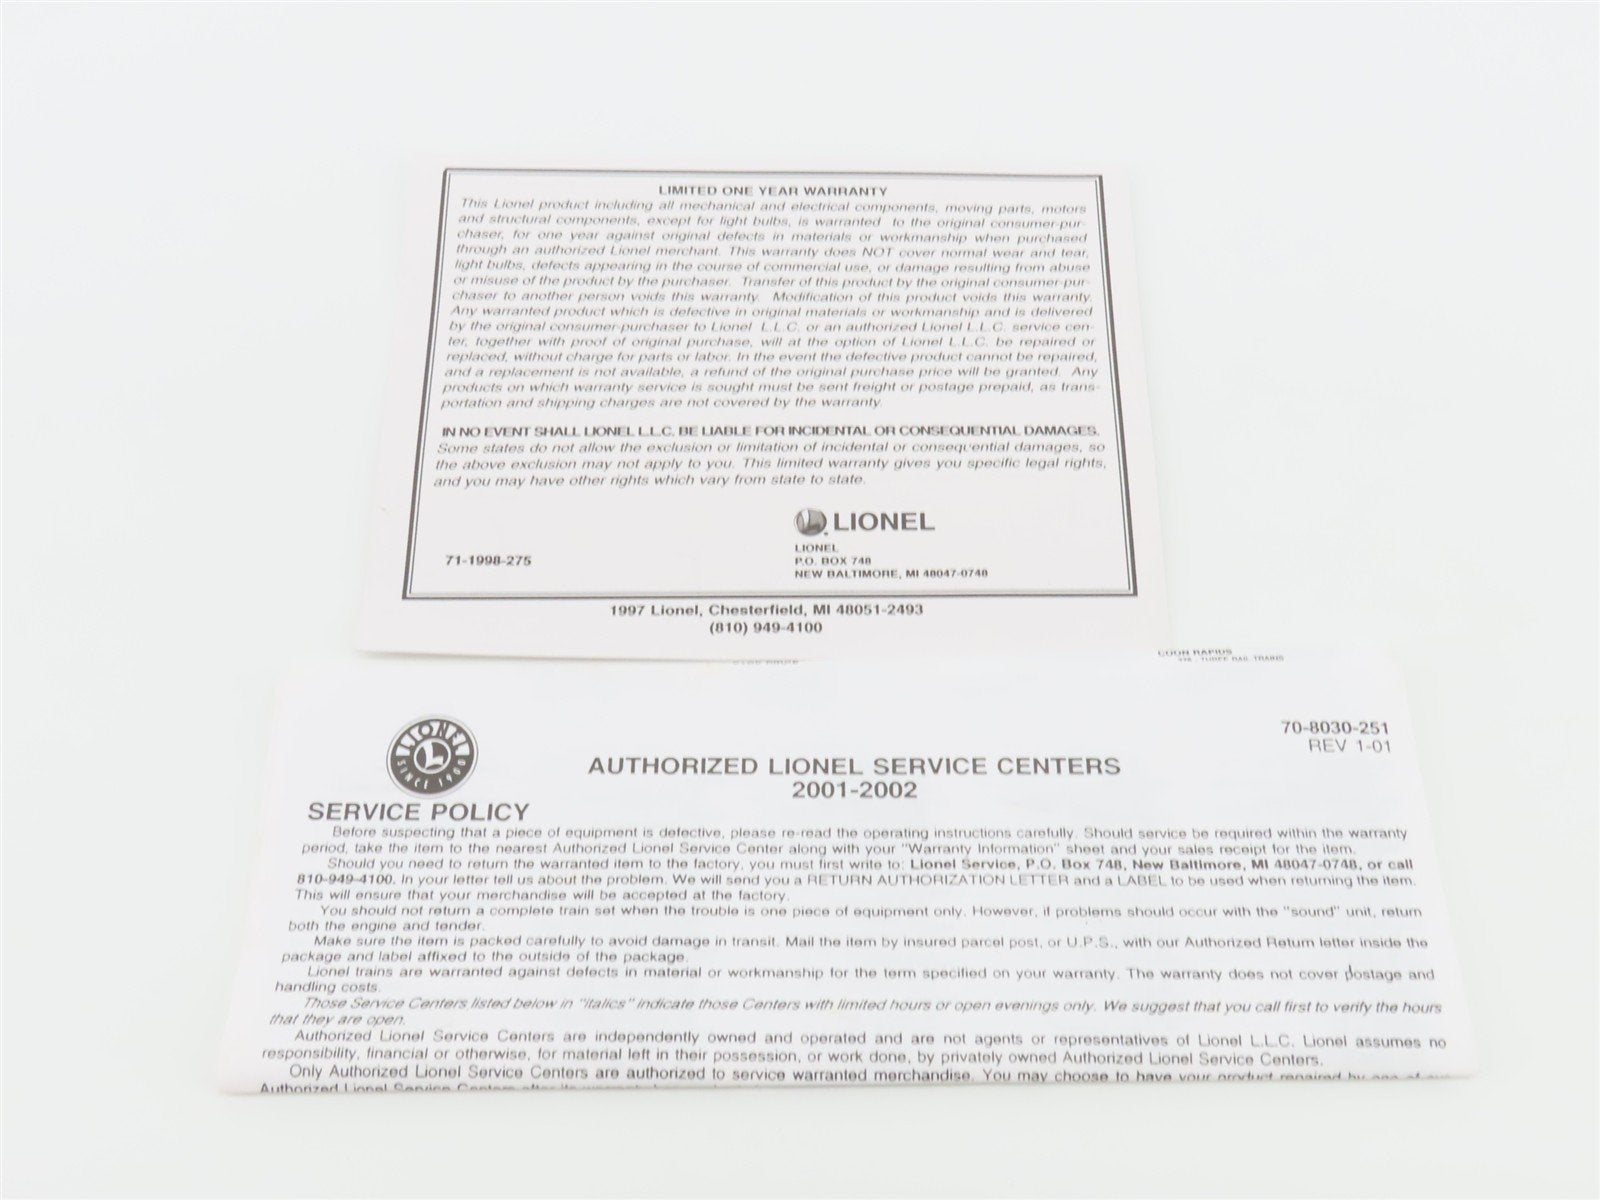 LIMITED ONE YEAR WARRANTY
This Lionel product including all mechanical and electrical components, moving parts, motors
and structural components, except for light bulbs, is warranted to the original consumer-pur-
chaser, for one year against original defects in materials or workmanship when purchased
through an authorized Lionel merchant. This warranty does NOT cover normal wear and tear,
light bulbs, defects appearing in the course of commercial use, or damage resulting from abuse
or misuse of the product by the purchaser. Transfer of this product by the original consumer-pur-
chaser to another person voids this warranty. Modification of this product voids this warranty.
Any warranted product which is defective in original materials or workmanship and is delivered
by the original consumer-purchaser to Lionel L.L.C. or an authorized Lionel L.L.C. service cen-
ter, together with proof of original purchase, will at the option of Lionel L.L.C. be repaired or
replaced, without charge for parts or labor. In the event the defective product cannot be repaired,
and a replacement is not available, a refund of the original purchase price will be granted. Any
products on which warranty service is sought must be sent freight or postage prepaid, as trans-
portation and shipping charges are not covered by the warranty.
IN NO EVENT SHALL LIONEL L.L.C. BE LIABLE FOR INCIDENTAL OR CONSEQUENTIAL DAMAGES.
Some states do not allow the exclusion or limitation of incidental or consequential damages, so
the above exclusion may not apply to you. This limited warranty gives you specific legal rights,
and you may have other rights which vary from state to state.
L LIONEL
LIONEL
P.O. BOX 748
NEW BALTIMORE, MI 48047-0748
71-1998-275
1997 Lionel, Chesterfield, MI 48051-2493
(810) 949-4100
COON RAPIDS
THREE RAIL TRAINS
70-8030-251
REV 1-01
LIONEL
L
SINCE 1900
AUTHORIZED LIONEL SERVICE CENTERS
2001-2002
SERVICE POLICY
Before suspecting that a piece of equipment is defective, please re-read the operating instructions carefully. Should service be required within the warranty
period, take the item to the nearest Authorized Lionel Service Center along with your "Warranty Information" sheet and your sales receipt for the item.
Should you need to return the warranted item to the factory, you must first write to: Lionel Service, P.O. Box 748, New Baltimore, MI 48047-0748, or call
810-949-4100. In your letter tell us about the problem. We will send you a RETURN AUTHORIZATION LETTER and a LABEL to be used when returning the item.
This will ensure that your merchandise will be accepted at the factory.
You should not return a complete train set when the trouble is one piece of equipment only. However, if problems should occur with the "sound" unit, return
both the engine and tender.
Make sure the item is packed carefully to avoid damage in transit. Mail the item by insured parcel post, or U.P.S., with our Authorized Return letter inside the
package and label affixed to the outside of the package.
Lionel trains are warranted against defects in material or workmanship for the term specified on your warranty. The warranty does not cover postage and
handling costs.
Those Service Centers listed below in "italics" indicate those Centers with limited hours or open evenings only. We suggest that you call first to verify the hours
that they are open.
Authorized Lionel Service Centers are independently owned and operated and are not agents or representatives of Lionel L.L.C. Lionel assumes no
responsibility, financial or otherwise, for material left in their possession, or work done, by privately owned Authorized Lionel Service Centers.
Only Authorized Lionel Service Centers are authorized to service warranted merchandise. You may choose to have your product repaired by one of our
Authorized Lionel Service Centers after its